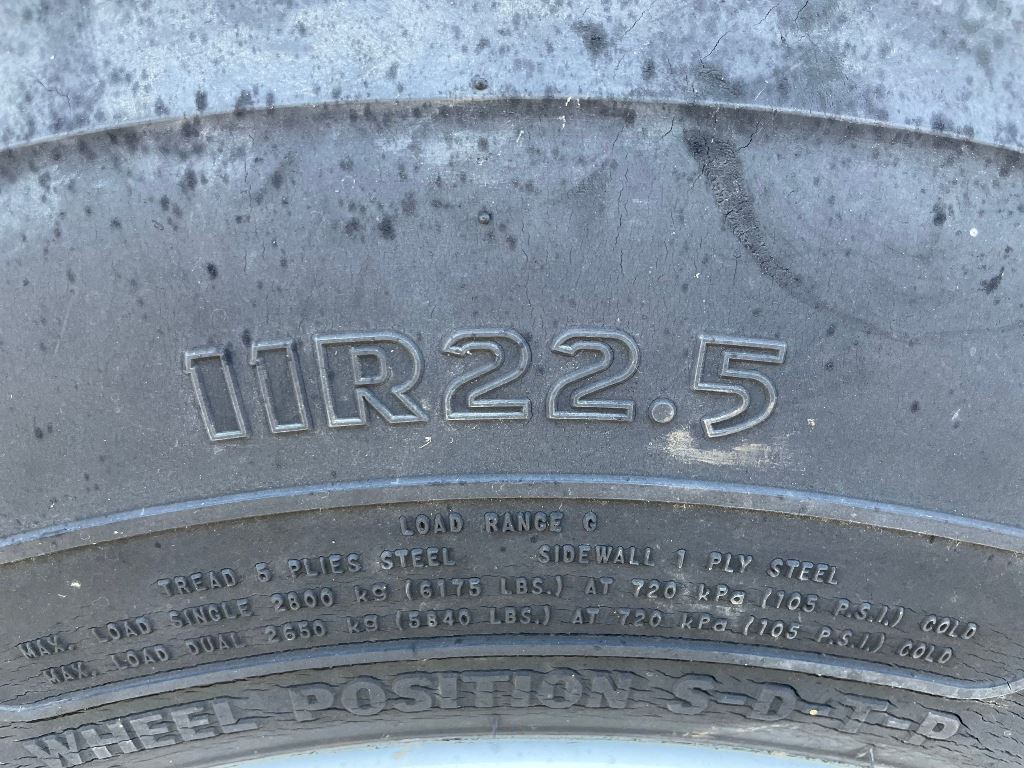 11R22.5
LOAD RANGE G
TREAD 5 PLIES STEEL SIDEWALL 1 PLY STEEL
MAX. LOAD SINGLE 2800 kg (6175 LBS.) AT 720 kPa (105 P.S.I.) COLD
MAX. LOAD DUAL 2650 kg (5840 LBS.) AT 720 kPa (105 P.S.I.) COLD
WHEEL POSITION S-D-T-P